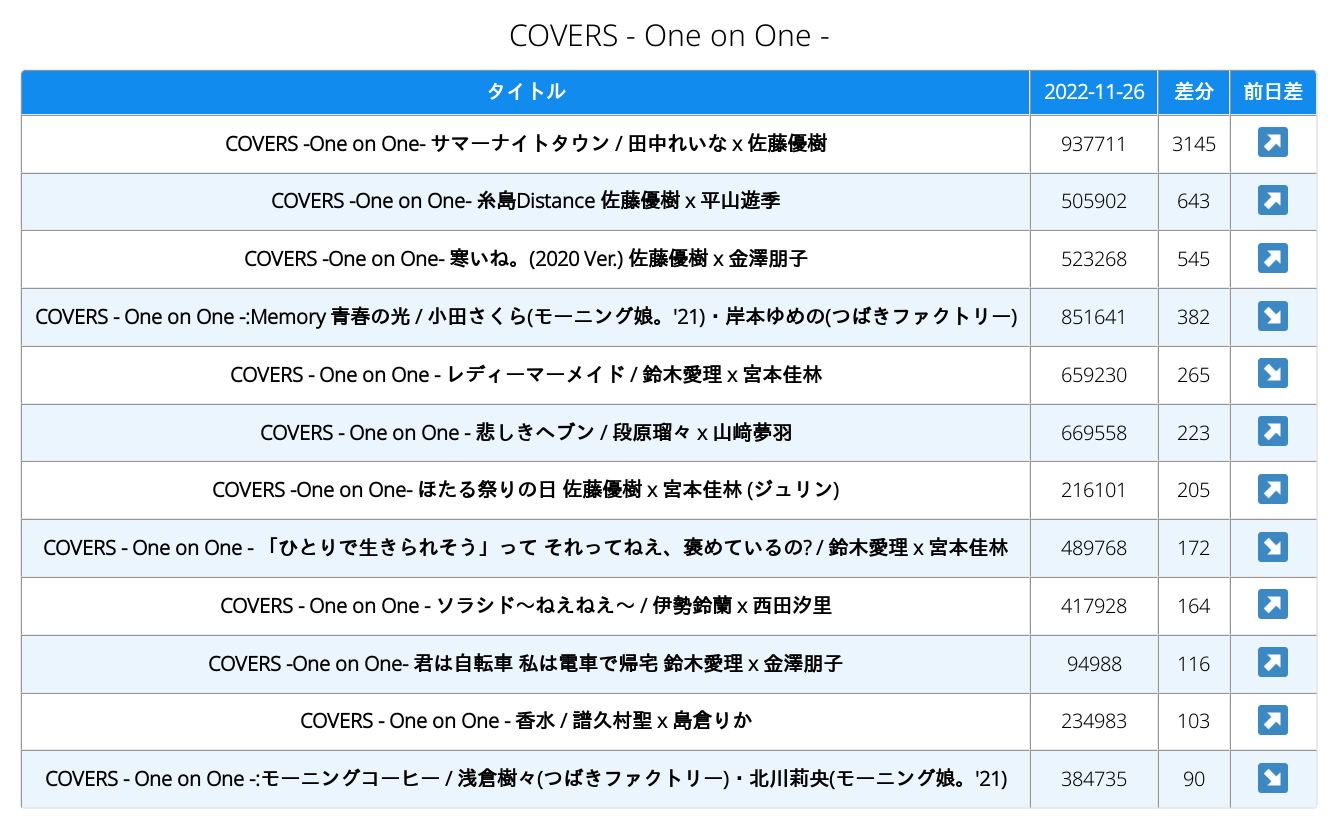 COVERS - One on One -
タイトル 2022-11-26 差分 前日差
COVERS -One on One- サマーナイトタウン / 田中れいな x 佐藤優樹 937711 3145
COVERS -One on One- 糸島Distance 佐藤優樹 x 平山遊季 505902 643
COVERS -One on One- 寒いね。(2020 Ver.) 佐藤優樹 x 金澤朋子 523268 545
COVERS - One on One -:Memory 青春の光 / 小田さくら(モーニング娘。'21)・岸本ゆめの(つばきファクトリー) 851641 382
COVERS - One on One - レディーマーメイド / 鈴木愛理 x 宮本佳林 659230 265
COVERS - One on One - 悲しきヘブン / 段原瑠々 x 山﨑夢羽 669558 223
COVERS -One on One- ほたる祭りの日 佐藤優樹 x 宮本佳林 (ジュリン) 216101 205
COVERS - One on One - 「ひとりで生きられそう」って それってねえ、褒めているの? / 鈴木愛理 x 宮本佳林 489768 172
COVERS - One on One - ソラシド〜ねえねえ〜 / 伊勢鈴蘭 x 西田汐里 417928 164
COVERS -One on One- 君は自転車 私は電車で帰宅 鈴木愛理 x 金澤朋子 94988 116
COVERS - One on One - 香水 / 譜久村聖 x 島倉りか 234983 103
COVERS - One on One -:モーニングコーヒー / 浅倉樹々(つばきファクトリー)・北川莉央(モーニング娘。'21) 384735 90